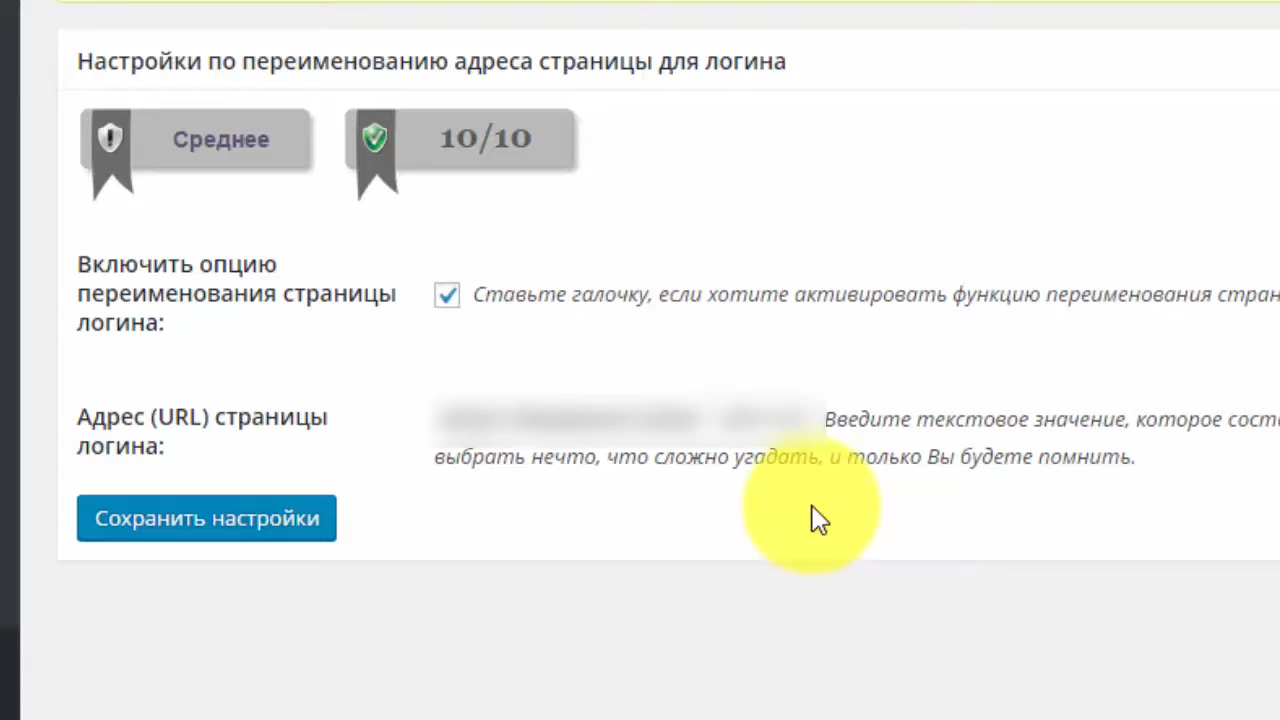 Настройки по переименованию адреса страницы для логина
Среднее
10/10
Включить опцию
переименования страницы
логина:
Ставьте галочку, если хотите активировать функцию переименования
Адрес (URL) страницы
логина:
Введите текстовое значение, которое
выбрать нечто, что сложно угадать, и только Вы будете помнить.
Сохранить настройки